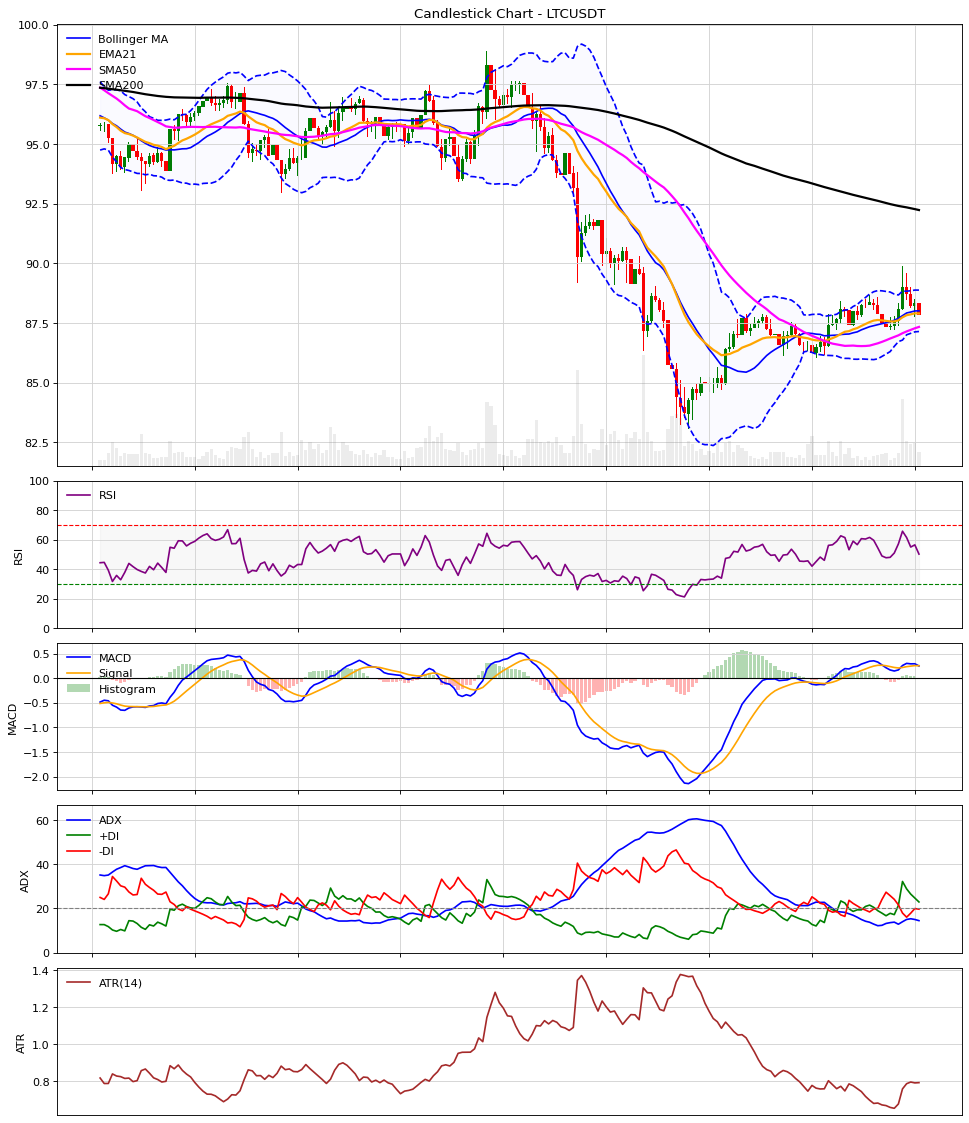 Candlestick Chart - LTCUSDT
100.0
97.5
95.0
92.5
90.0
87.5
85.0
82.5
Bollinger MA
EMA21
SMA50
SMA200
100
80
60
40
20
0
RSI
RSI
0.5
0.0
−0.5
−1.0
−1.5
−2.0
MACD
MACD
Signal
Histogram
60
40
20
0
ADX
ADX
+DI
-DI
1.4
1.2
1.0
0.8
ATR
ATR(14)